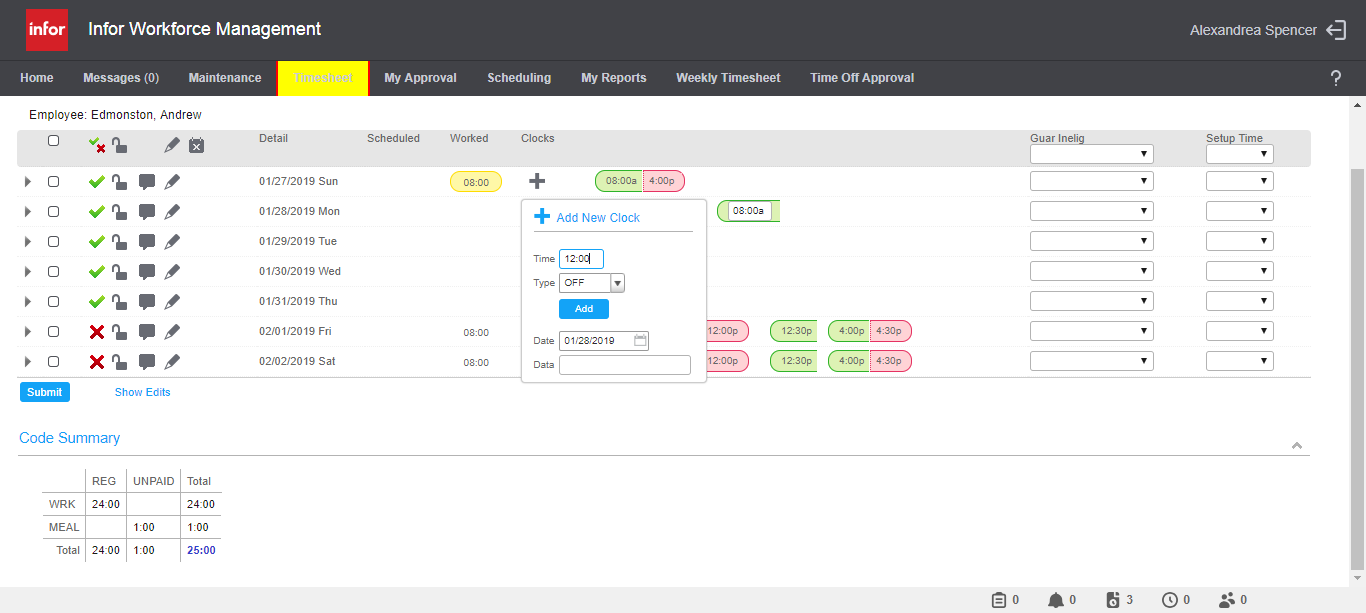 infor Infor Workforce Management Alexandrea Spencer
Home Messages (0) Maintenance Timesheet My Approval Scheduling My Reports Weekly Timesheet Time Off Approval ?
Employee: Edmonston, Andrew
Detail Scheduled Worked Clocks Guar Inelig Setup Time
01/27/2019 Sun 08:00 08:00a 4:00p
01/28/2019 Mon 08:00a
Add New Clock
01/29/2019 Tue
Time 12:00
01/30/2019 Wed
Type OFF
01/31/2019 Thu
Add
02/01/2019 Fri 08:00 12:00p 12:30p 4:00p 4:30p
Date 01/28/2019
02/02/2019 Sat 08:00 12:00p 12:30p 4:00p 4:30p
Data
Submit Show Edits
Code Summary
REG UNPAID Total
WRK 24:00 24:00
MEAL 1:00 1:00
Total 24:00 1:00 25:00
0 0 3 0 0